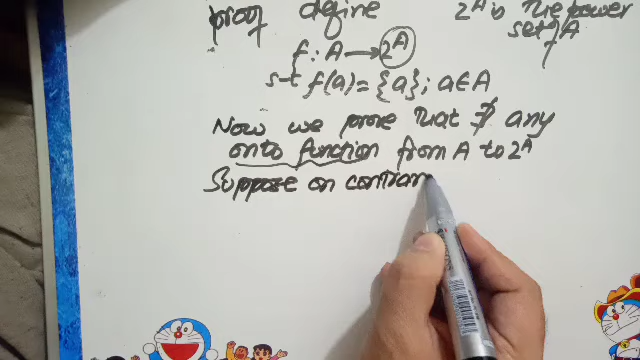 proof define
2^A is the power
set of A
f : A → 2^A
s.t f(a) = {a} ; a ∈ A
Now we prove that ∄ any
onto function from A to 2^A
Suppose on contrary